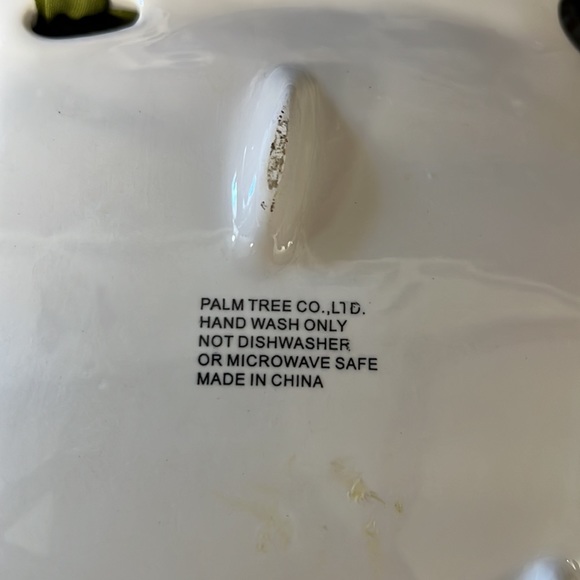 PALM TREE CO.,LTD.
HAND WASH ONLY
NOT DISHWASHER
OR MICROWAVE SAFE
MADE IN CHINA